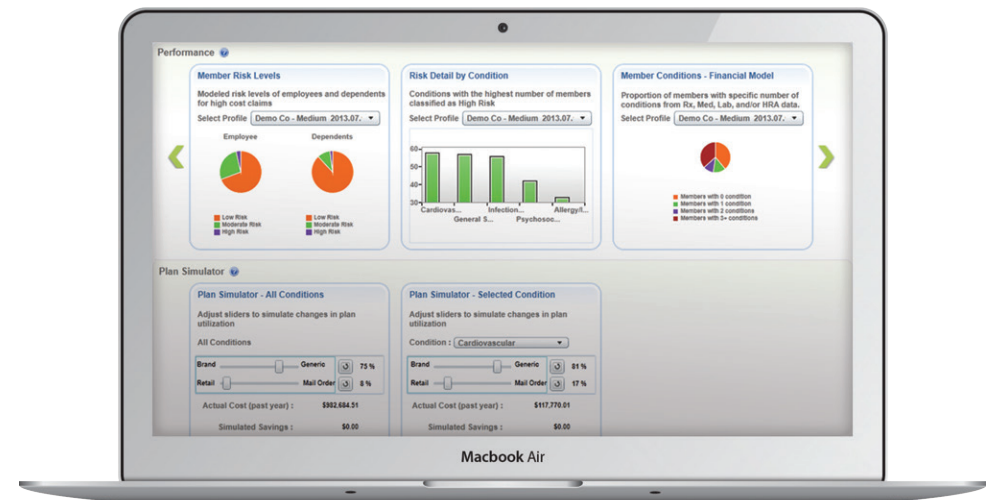 Performance
Member Risk Levels
Modeled risk levels of employees and dependents
for high cost claims
Select Profile Demo Co - Medium 2013.07.
Employee Dependents
Low Risk
Moderate Risk
High Risk
Low Risk
Moderate Risk
High Risk
Risk Detail by Condition
Conditions with the highest number of members
classified as High Risk
Select Profile Demo Co - Medium 2013.07.
60
50
40
30
Cardiovas... Infection... Allergy/I...
General S... Psychosoc...
Member Conditions - Financial Model
Proportion of members with specific number of
conditions from Rx, Med, Lab, and/or HRA data.
Select Profile Demo Co - Medium 2013.07.
Members with 0 condition
Members with 1 condition
Members with 2 conditions
Members with 3+ conditions
Plan Simulator
Plan Simulator - All Conditions
Adjust sliders to simulate changes in plan
utilization
All Conditions
Brand Generic 75 %
Retail Mail Order 8 %
Actual Cost (past year) : $902,684.51
Simulated Savings : $0.00
Plan Simulator - Selected Condition
Adjust sliders to simulate changes in plan
utilization
Condition : Cardiovascular
Brand Generic 81 %
Retail Mail Order 17 %
Actual Cost (past year) : $117,770.01
Simulated Savings : $0.00
Macbook Air